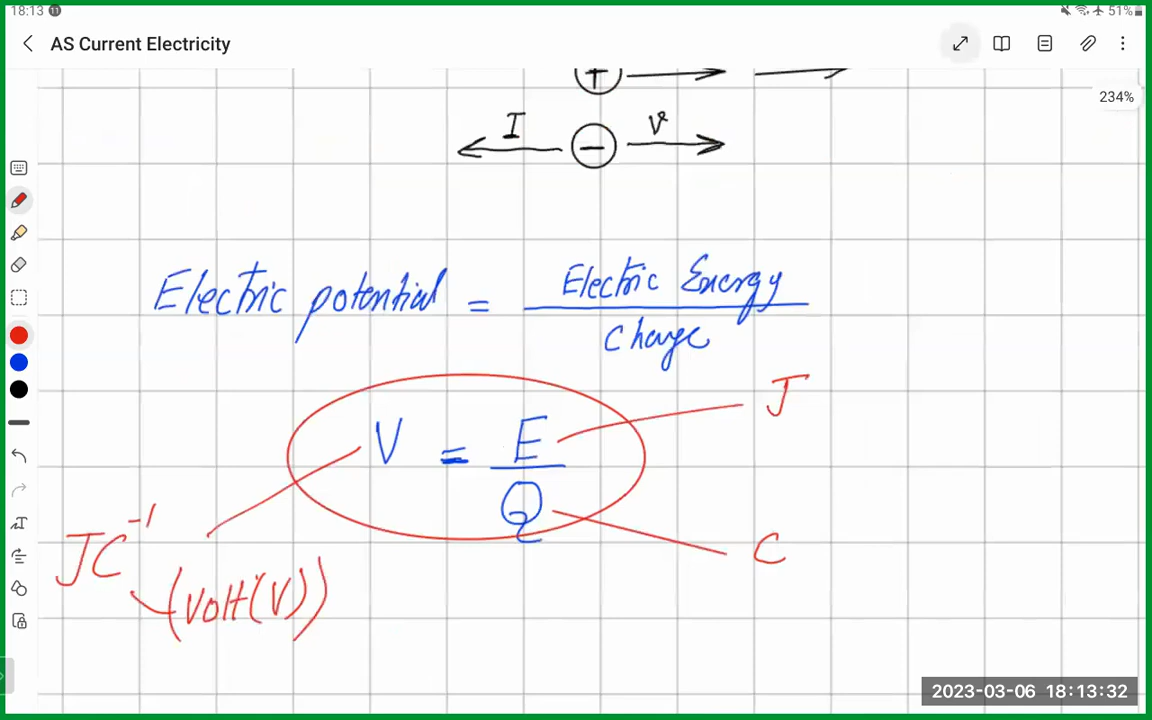 18:13 11 51%
AS Current Electricity
234%
+
I − v
Electric potential = Electric Energy
Charge
V = E
Q
J
C
JC⁻¹
(Volt(V))
2023-03-06 18:13:32